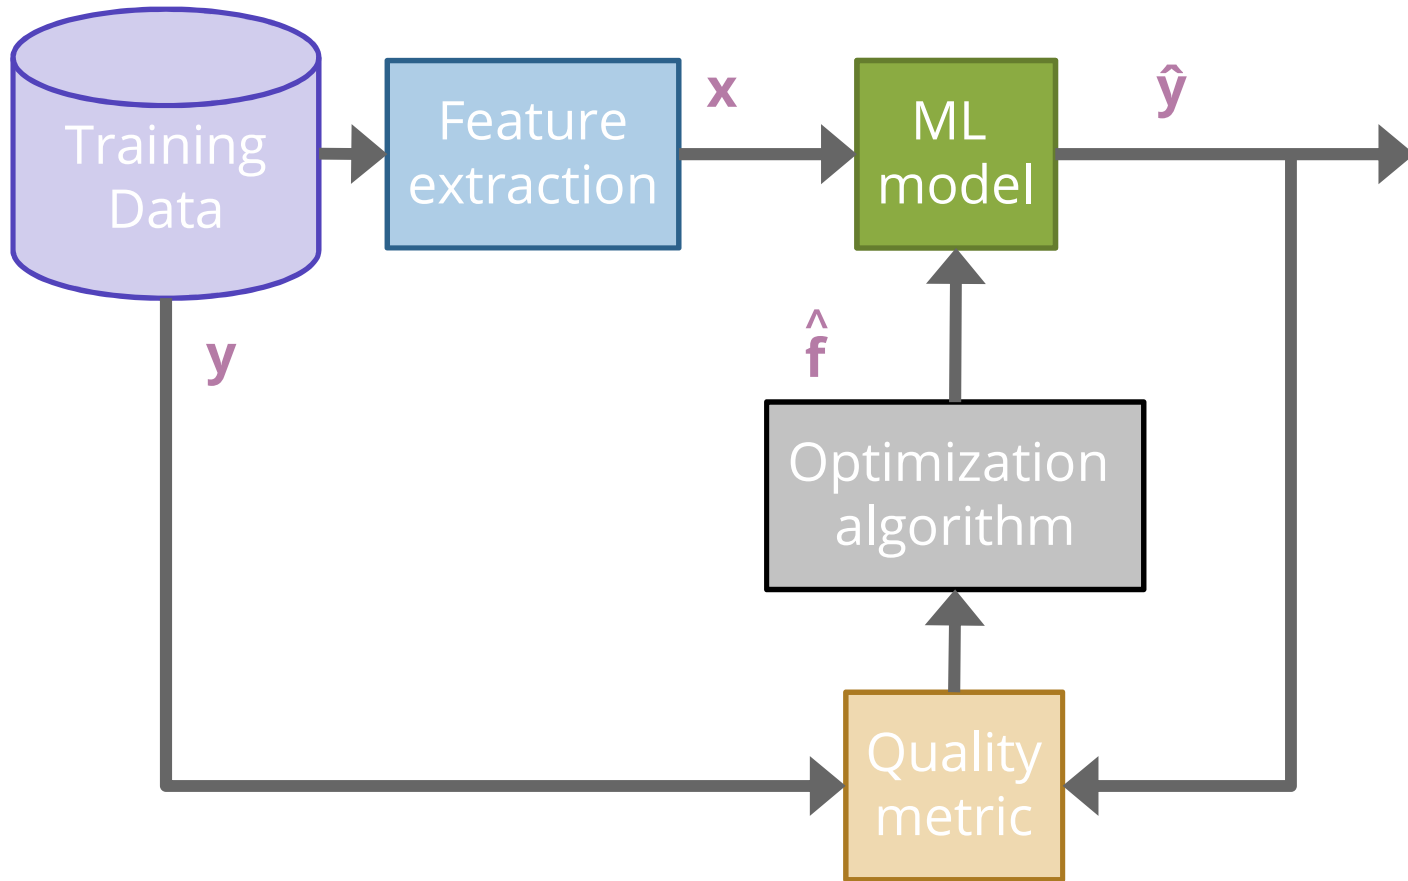 Training
Data
Feature
extraction
x
ML
model
ŷ
y
f̂
Optimization
algorithm
Quality
metric